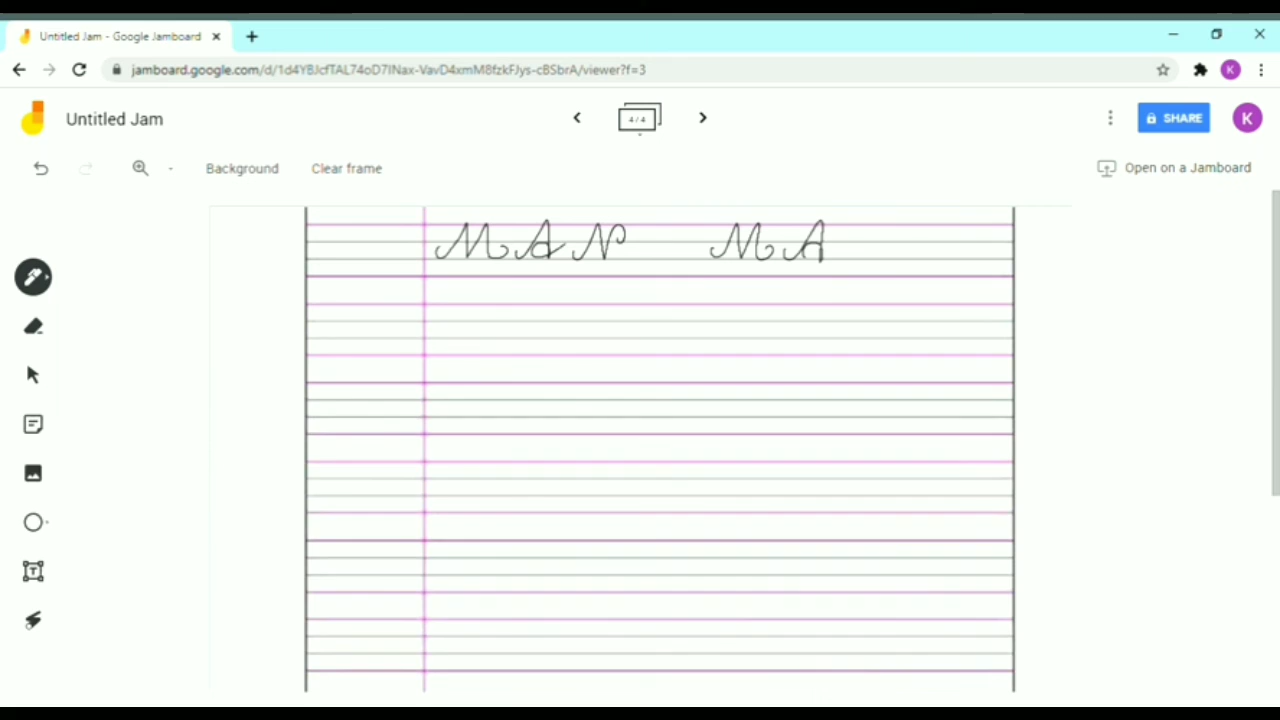 Untitled Jam - Google Jamboard
jamboard.google.com/d/1d4YBJcfTAL74oD7INax-VavD4xmM8fzkFJys-cBSbrA/viewer?f=3
K
Untitled Jam
4 / 4
SHARE
K
Background
Clear frame
Open on a Jamboard
MAN MA
T